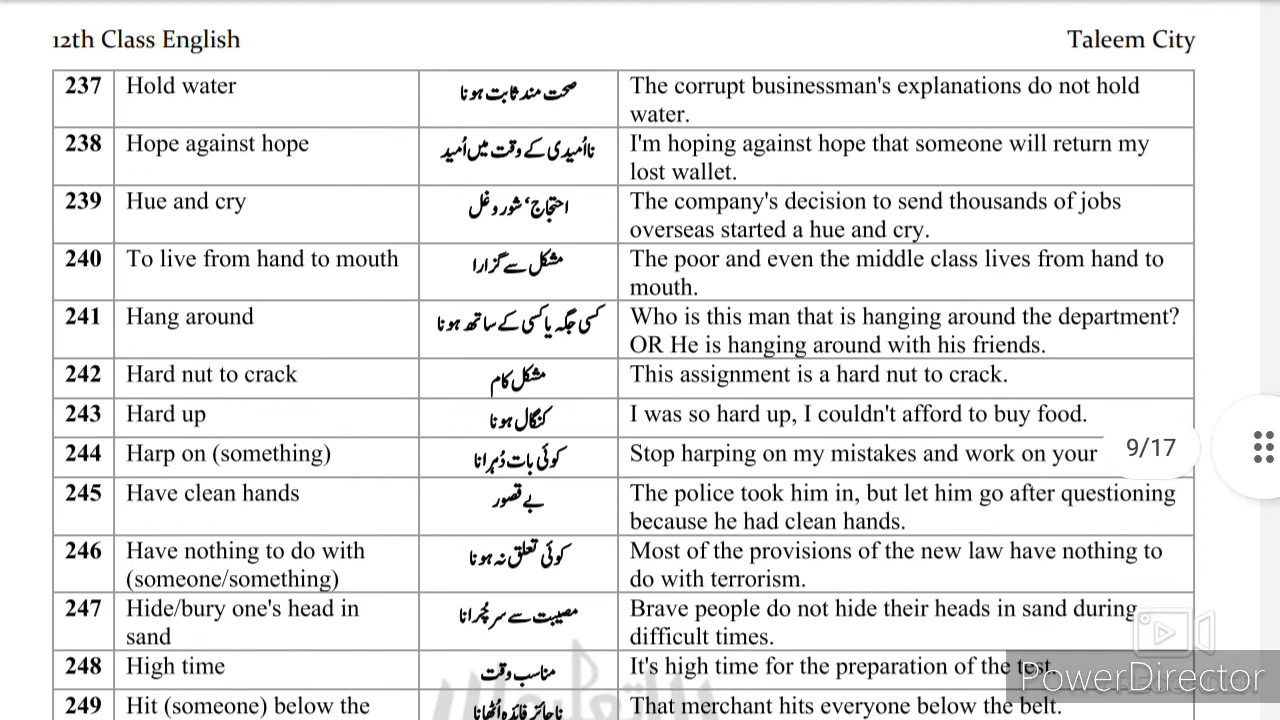 12th Class English Taleem City
237 Hold water صحت مند ثابت ہونا The corrupt businessman's explanations do not hold
water.
238 Hope against hope نااُمیدی کے وقت میں اُمید I'm hoping against hope that someone will return my
lost wallet.
239 Hue and cry احتجاج، شور و غل The company's decision to send thousands of jobs
overseas started a hue and cry.
240 To live from hand to mouth مشکل سے گزارا The poor and even the middle class lives from hand to
mouth.
241 Hang around کسی جگہ یا کسی کے ساتھ ہونا Who is this man that is hanging around the department?
OR He is hanging around with his friends.
242 Hard nut to crack مشکل کام This assignment is a hard nut to crack.
243 Hard up کنگال ہونا I was so hard up, I couldn't afford to buy food.
244 Harp on (something) کوئی بات دُہرانا Stop harping on my mistakes and work on your
9/17
245 Have clean hands بے قصور The police took him in, but let him go after questioning
because he had clean hands.
246 Have nothing to do with کوئی تعلق نہ ہونا Most of the provisions of the new law have nothing to
(someone/something) do with terrorism.
247 Hide/bury one's head in مصیبت سے سر چُرانا Brave people do not hide their heads in sand during
sand difficult times.
248 High time مناسب وقت It's high time for the preparation of the test.
PowerDirector
249 Hit (someone) below the ناجائز فائدہ اُٹھانا That merchant hits everyone below the belt.